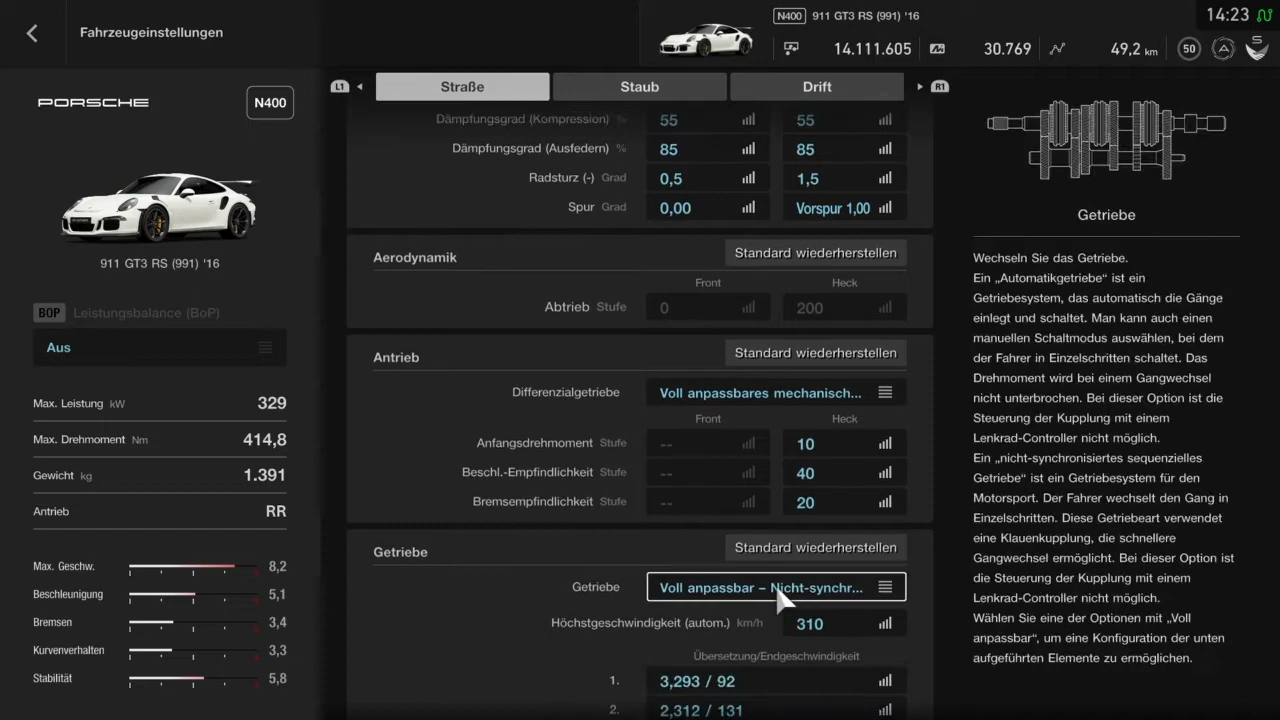 Fahrzeugeinstellungen
N400 911 GT3 RS (991) '16
14.111.605 30.769 49,2 km 50
14:23
S
PORSCHE
N400
911 GT3 RS (991) '16
BOP Leistungsbalance (BoP)
Aus
Max. Leistung kW 329
Max. Drehmoment Nm 414,8
Gewicht kg 1.391
Antrieb RR
Max. Geschw. 8,2
Beschleunigung 5,1
Bremsen 3,4
Kurvenverhalten 3,3
Stabilität 5,8
L1 Straße Staub Drift R1
Dämpfungsgrad (Kompression) % 55 55
Dämpfungsgrad (Ausfedern) % 85 85
Radsturz (-) Grad 0,5 1,5
Spur Grad 0,00 Vorspur 1,00
Aerodynamik Standard wiederherstellen
Front Heck
Abtrieb Stufe 0 200
Antrieb Standard wiederherstellen
Differenzialgetriebe Voll anpassbares mechanisch...
Front Heck
Anfangsdrehmoment Stufe -- 10
Beschl.-Empfindlichkeit Stufe -- 40
Bremsempfindlichkeit Stufe -- 20
Getriebe Standard wiederherstellen
Getriebe Voll anpassbar – Nicht-synchr...
Höchstgeschwindigkeit (autom.) km/h 310
Übersetzung/Endgeschwindigkeit
1. 3,293 / 92
2. 2,312 / 131
Getriebe
Wechseln Sie das Getriebe.
Ein „Automatikgetriebe" ist ein
Getriebesystem, das automatisch die Gänge
einlegt und schaltet. Man kann auch einen
manuellen Schaltmodus auswählen, bei dem
der Fahrer in Einzelschritten schaltet. Das
Drehmoment wird bei einem Gangwechsel
nicht unterbrochen. Bei dieser Option ist die
Steuerung der Kupplung mit einem
Lenkrad-Controller nicht möglich.
Ein „nicht-synchronisiertes sequenzielles
Getriebe" ist ein Getriebesystem für den
Motorsport. Der Fahrer wechselt den Gang in
Einzelschritten. Diese Getriebeart verwendet
eine Klauenkupplung, die schnellere
Gangwechsel ermöglicht. Bei dieser Option ist
die Steuerung der Kupplung mit einem
Lenkrad-Controller nicht möglich.
Wählen Sie eine der Optionen mit „Voll
anpassbar", um eine Konfiguration der unten
aufgeführten Elemente zu ermöglichen.